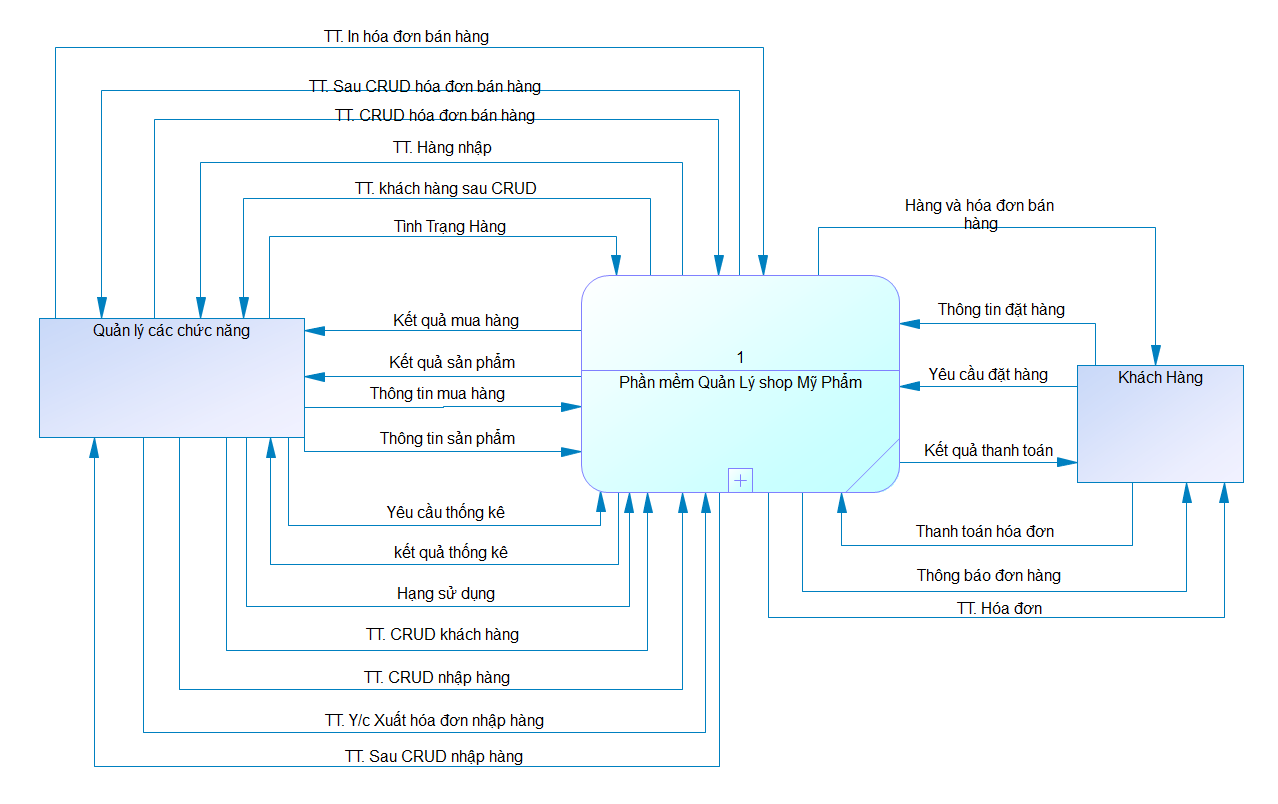 TT. In hóa đơn bán hàng
TT. Sau CRUD hóa đơn bán hàng
TT. CRUD hóa đơn bán hàng
TT. Hàng nhập
TT. khách hàng sau CRUD
Tình Trạng Hàng
Hàng và hóa đơn bán
hàng
Quản lý các chức năng
Kết quả mua hàng
Kết quả sản phẩm
Thông tin mua hàng
Thông tin sản phẩm
1
Phần mềm Quản Lý shop Mỹ Phẩm
Thông tin đặt hàng
Yêu cầu đặt hàng
Kết quả thanh toán
Khách Hàng
Yêu cầu thống kê
kết quả thống kê
Hạng sử dụng
TT. CRUD khách hàng
TT. CRUD nhập hàng
TT. Y/c Xuất hóa đơn nhập hàng
TT. Sau CRUD nhập hàng
Thanh toán hóa đơn
Thông báo đơn hàng
TT. Hóa đơn